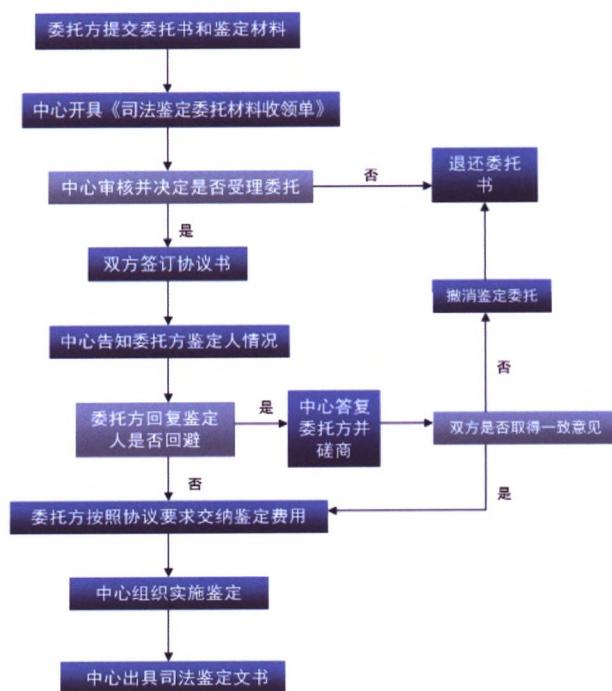 委托方提交委托书和鉴定材料
中心开具《司法鉴定委托材料收领单》
中心审核并决定是否受理委托
否
退还委托
书
是
双方签订协议书
撤消鉴定委托
中心告知委托方鉴定人情况
否
委托方回复鉴定
人是否回避
是
中心答复
委托方并
磋商
双方是否取得一致意见
否
是
委托方按照协议要求交纳鉴定费用
中心组织实施鉴定
中心出具司法鉴定文书